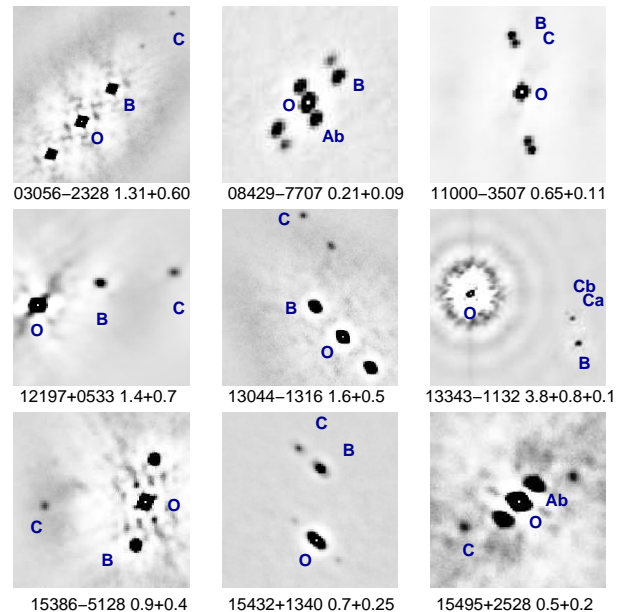 C
B
O
03056−2328 1.31+0.60
B
O
Ab
08429−7707 0.21+0.09
B
C
O
11000−3507 0.65+0.11
O
B
C
12197+0533 1.4+0.7
C
B
O
13044−1316 1.6+0.5
Cb
Ca
O
B
13343−1132 3.8+0.8+0.1
O
C
B
15386−5128 0.9+0.4
C
B
O
15432+1340 0.7+0.25
Ab
O
C
15495+2528 0.5+0.2